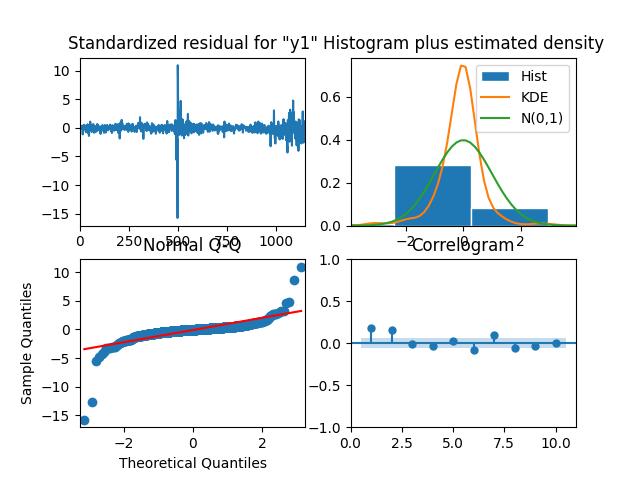 Standardized residual for "y1"
Histogram plus estimated density
10
5
0
−5
−10
−15
0 250 500 750 1000
0.6
0.4
0.2
0.0
−2 0 2
Hist
KDE
N(0,1)
Normal Q-Q
Correlogram
Sample Quantiles
10
5
0
−5
−10
−15
−2 0 2
Theoretical Quantiles
1.0
0.5
0.0
−0.5
−1.0
0.0 2.5 5.0 7.5 10.0